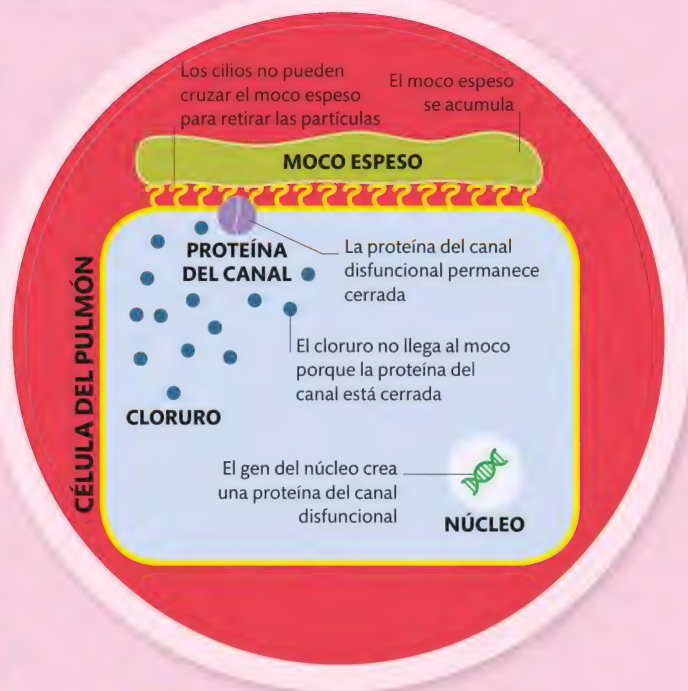 Los cilios no pueden
cruzar el moco espeso
para retirar las partículas
El moco espeso
se acumula
MOCO ESPESO
PROTEÍNA
DEL CANAL
La proteína del canal
disfuncional permanece
cerrada
El cloruro no llega al moco
porque la proteína del
canal está cerrada
CLORURO
CÉLULA DEL PULMÓN
El gen del núcleo crea
una proteína del canal
disfuncional
NÚCLEO